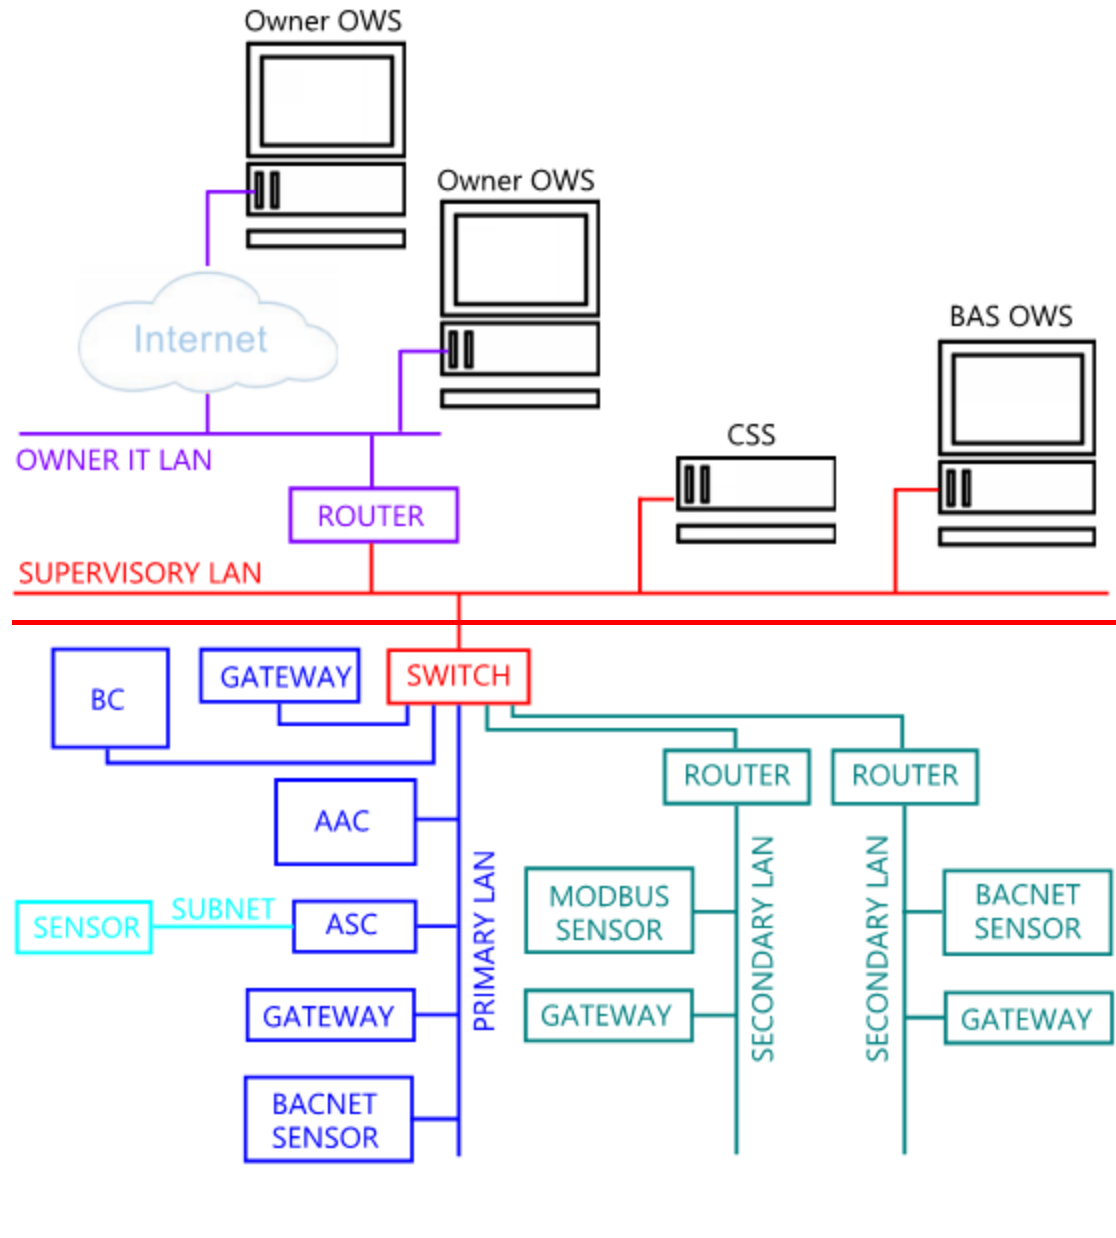 Owner OWS
Owner OWS
Internet
BAS OWS
CSS
OWNER IT LAN
ROUTER
SUPERVISORY LAN
BC
GATEWAY
SWITCH
ROUTER
ROUTER
AAC
PRIMARY LAN
SECONDARY LAN
SECONDARY LAN
SENSOR
SUBNET
ASC
MODBUS
SENSOR
BACNET
SENSOR
GATEWAY
GATEWAY
GATEWAY
BACNET
SENSOR